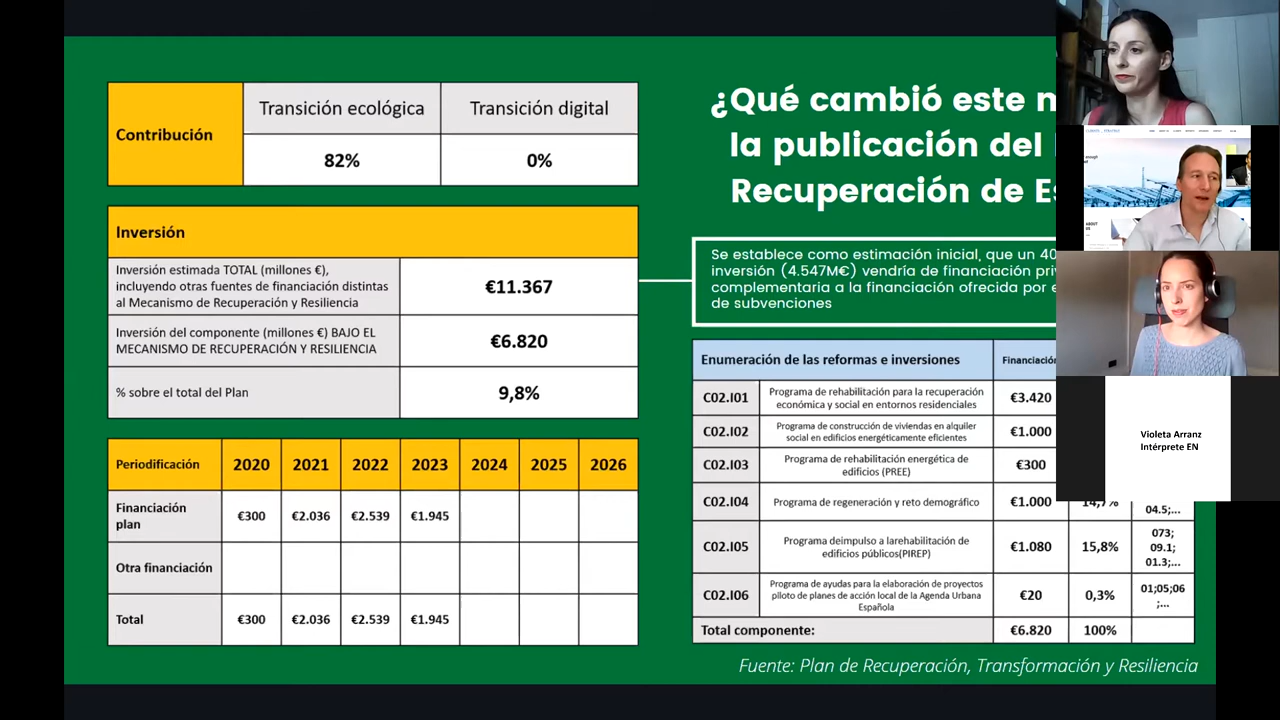 Contribución
Transición ecológica
Transición digital
82%
0%
Inversión
Inversión estimada TOTAL (millones €),
incluyendo otras fuentes de financiación distintas
al Mecanismo de Recuperación y Resiliencia
€11.367
Inversión del componente (millones €) BAJO EL
MECANISMO DE RECUPERACIÓN Y RESILIENCIA
€6.820
% sobre el total del Plan
9,8%
Periodificación 2020 2021 2022 2023 2024 2025 2026
Financiación
plan
€300 €2.036 €2.539 €1.945
Otra financiación
Total €300 €2.036 €2.539 €1.945
¿Qué cambió este
la publicación del
Recuperación de
Se establece como estimación inicial, que un 40
inversión (4.547M€) vendría de financiación
complementaria a la financiación ofrecida por
de subvenciones
Enumeración de las reformas e inversiones
Financiación
C02.I01
Programa de rehabilitación para la recuperación
económica y social en entornos residenciales
€3.420
C02.I02
Programa de construcción de viviendas en alquiler
social en edificios energéticamente eficientes
€1.000
C02.I03
Programa de rehabilitación energética de
edificios (PREE)
€300
C02.I04
Programa de regeneración y reto demográfico
€1.000
14,7%
04.5;...
C02.I05
Programa deimpulso a larehabilitación de
edificios públicos(PIREP)
€1.080
15,8%
073;
09.1;
01.3;...
C02.I06
Programa de ayudas para la elaboración de proyectos
piloto de planes de acción local de la Agenda Urbana
Española
€20
0,3%
01;05;06
;...
Total componente:
€6.820
100%
Fuente: Plan de Recuperación, Transformación y Resiliencia
ABOUT
US
Violeta Arranz
Intérprete EN